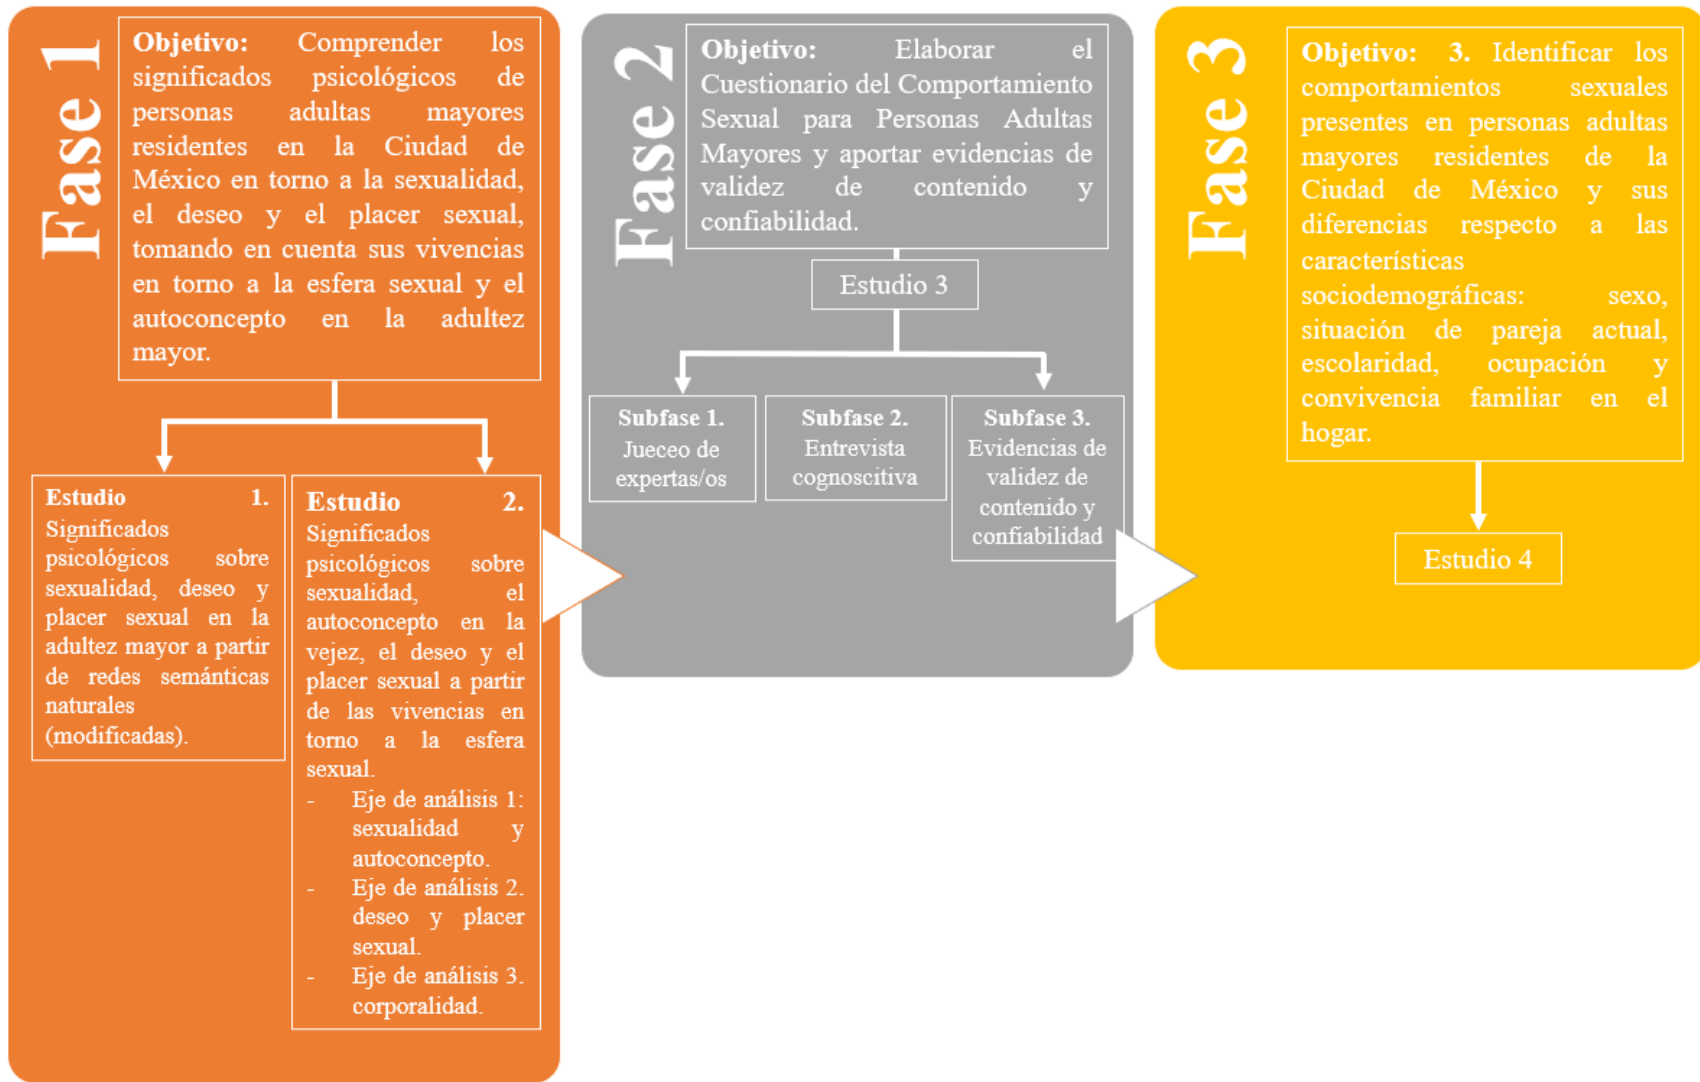 Fase 1
Objetivo: Comprender los
significados psicológicos de
personas adultas mayores
residentes en la Ciudad de
México en torno a la sexualidad,
el deseo y el placer sexual,
tomando en cuenta sus vivencias
en torno a la esfera sexual y el
autoconcepto en la adultez
mayor.
Estudio 1.
Significados
psicológicos sobre
sexualidad, deseo y
placer sexual en la
adultez mayor a partir
de redes semánticas
naturales
(modificadas).
Estudio 2.
Significados
psicológicos sobre
sexualidad, el
autoconcepto en la
vejez, el deseo y el
placer sexual a partir
de las vivencias en
torno a la esfera
sexual.
- Eje de análisis 1:
sexualidad y
autoconcepto.
- Eje de análisis 2.
deseo y placer
sexual.
- Eje de análisis 3.
corporalidad.
Fase 2
Objetivo: Elaborar el
Cuestionario del Comportamiento
Sexual para Personas Adultas
Mayores y aportar evidencias de
validez de contenido y
confiabilidad.
Estudio 3
Subfase 1.
Jueceo de
expertas/os
Subfase 2.
Entrevista
cognoscitiva
Subfase 3.
Evidencias de
validez de
contenido y
confiabilidad
Fase 3
Objetivo: 3. Identificar los
comportamientos sexuales
presentes en personas adultas
mayores residentes de la
Ciudad de México y sus
diferencias respecto a las
características
sociodemográficas: sexo,
situación de pareja actual,
escolaridad, ocupación y
convivencia familiar en el
hogar.
Estudio 4